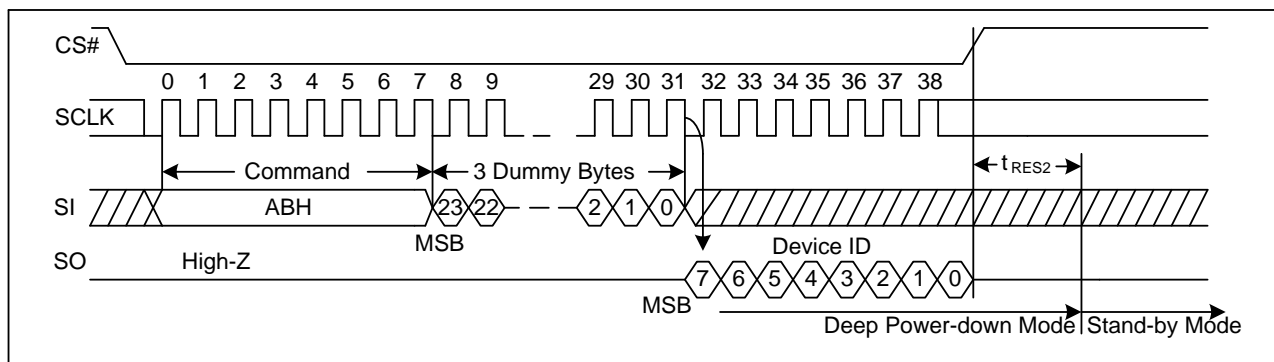 CS#
0 1 2 3 4 5 6 7 8 9 29 30 31 32 33 34 35 36 37 38
SCLK
Command 3 Dummy Bytes tRES2
SI ABH 23 22 2 1 0
MSB Device ID
SO High-Z
7 6 5 4 3 2 1 0
MSB
Deep Power-down Mode Stand-by Mode